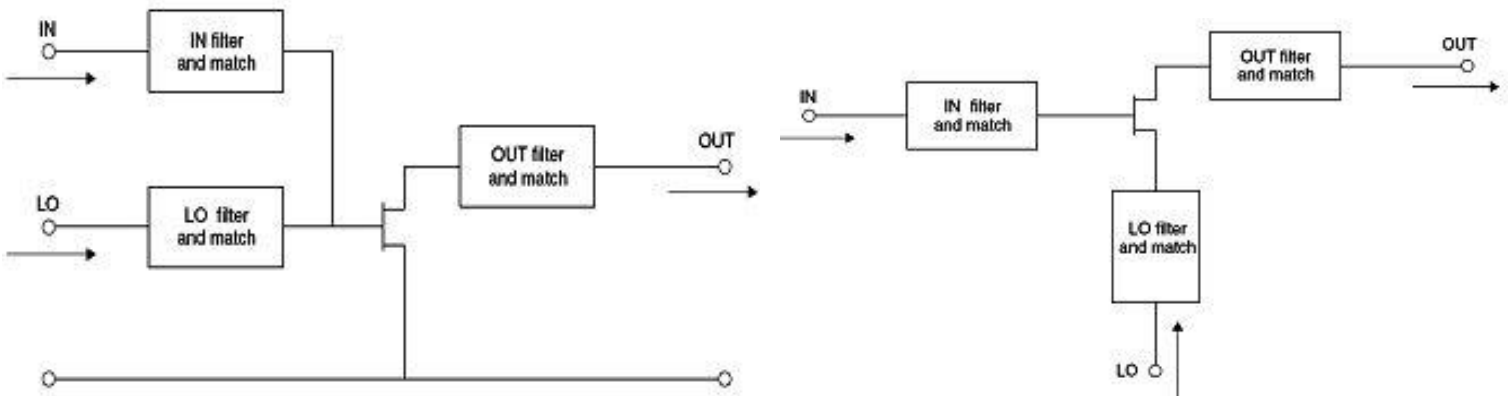 IN
IN filter
and match
LO
LO filter
and match
OUT filter
and match
OUT
IN
IN filter
and match
OUT filter
and match
OUT
LO filter
and match
LO